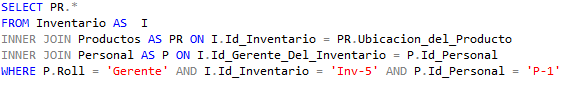 SELECT PR.*
FROM Inventario AS  I
INNER JOIN Productos AS PR ON I.Id_Inventario = PR.Ubicacion_del_Producto
INNER JOIN Personal AS P ON I.Id_Gerente_Del_Inventario = P.Id_Personal
WHERE P.Roll = 'Gerente' AND I.Id_Inventario = 'Inv-5' AND P.Id_Personal = 'P-1'